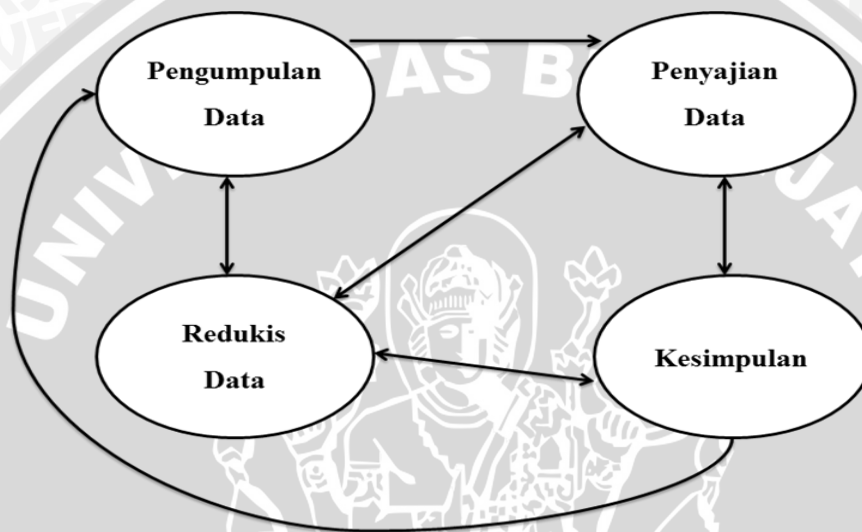 Pengumpulan
Data
Penyajian
Data
Redukis
Data
Kesimpulan